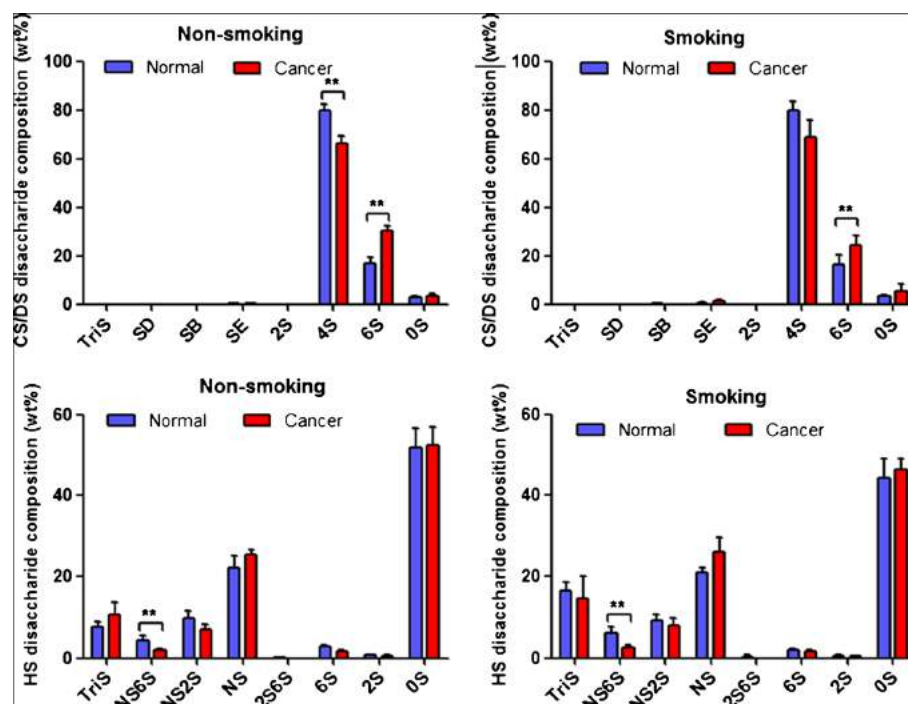 Non-smoking
Normal Cancer
CS/DS disaccharide composition (wt%)
100
80
60
40
20
0
**
**
TriS SD SB SE 2S 4S 6S 0S
Smoking
Normal Cancer
CS/DS disaccharide composition (wt%)
100
80
60
40
20
0
**
TriS SD SB SE 2S 4S 6S 0S
Non-smoking
Normal Cancer
HS disaccharide composition (wt%)
60
40
20
0
**
TriS NS6S NS2S NS 2S6S 6S 2S 0S
Smoking
Normal Cancer
HS disaccharide composition (wt%)
60
40
20
0
**
TriS NS6S NS2S NS 2S6S 6S 2S 0S